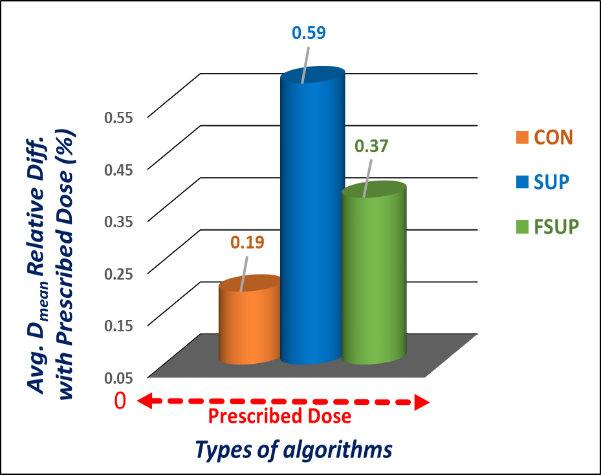 0.59
0.55
0.45
0.37
0.35
0.25
0.19
0.15
0.05
0
Avg. Dmean Relative Diff.
with Prescribed Dose (%)
Prescribed Dose
Types of algorithms
CON
SUP
FSUP